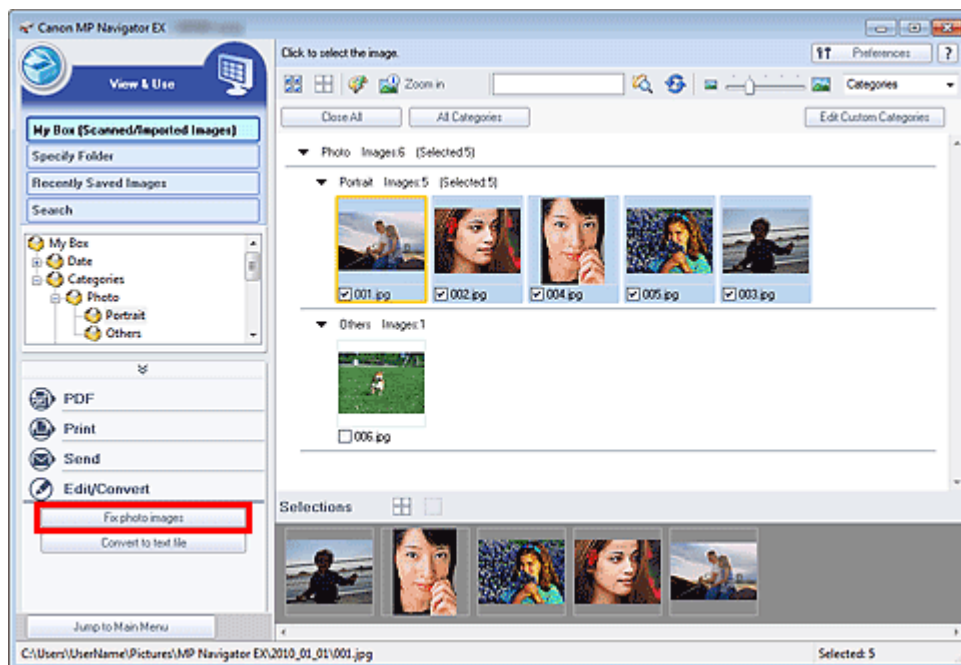 Canon MP Navigator EX
View & Use
My Box (Scanned/Imported Images)
Specify Folder
Recently Saved Images
Search
My Box
Date
Categories
Photo
Portrait
Others
PDF
Print
Send
Edit/Convert
Fix photo images
Convert to text file
Jump to Main Menu
Click to select the image.
Preferences
?
Zoom in
Categories
Close All
All Categories
Edit Custom Categories
Photo Images:6 (Selected:5)
Portrait Images:5 (Selected:5)
001.jpg
002.jpg
004.jpg
005.jpg
003.jpg
Others Images:1
006.jpg
Selections
C:\Users\UserName\Pictures\MP Navigator EX\2010_01_01\001.jpg
Selected: 5